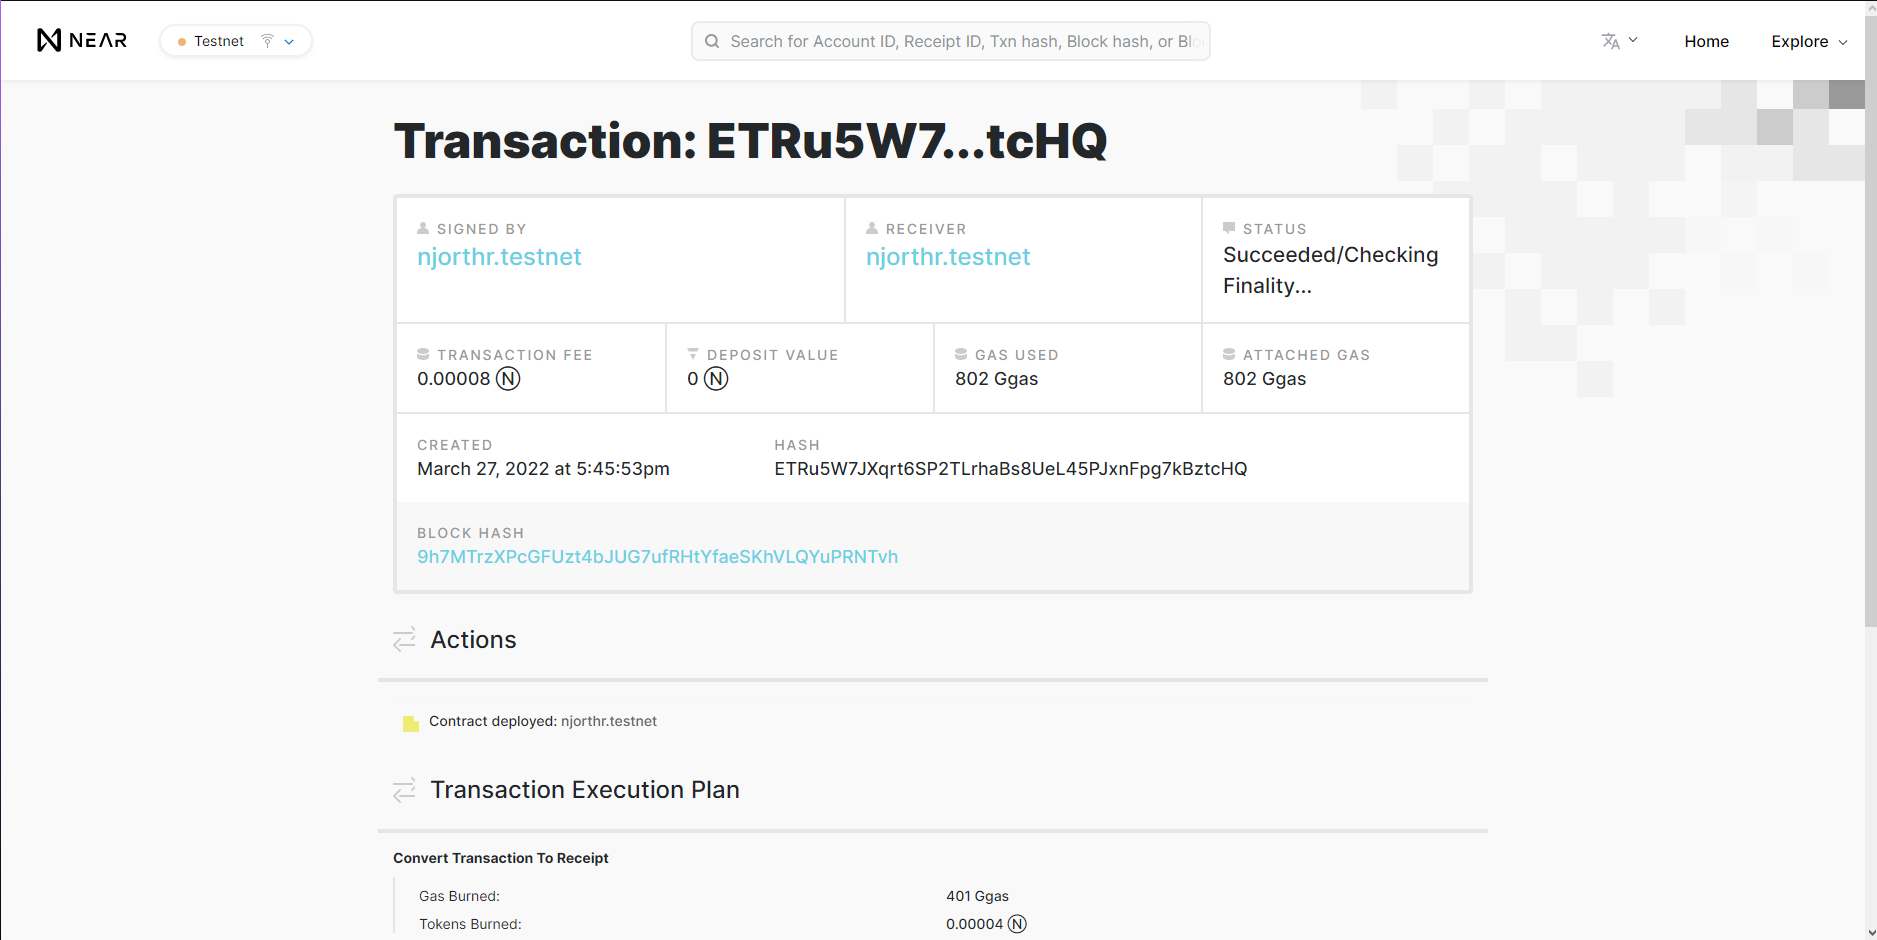 NEAR
Testnet
Search for Account ID, Receipt ID, Txn hash, Block hash, or Blo
Home
Explore
Transaction: ETRu5W7...tcHQ
SIGNED BY
njorthr.testnet
RECEIVER
njorthr.testnet
STATUS
Succeeded/Checking
Finality...
TRANSACTION FEE
0.00008 Ⓝ
DEPOSIT VALUE
0 Ⓝ
GAS USED
802 Ggas
ATTACHED GAS
802 Ggas
CREATED
March 27, 2022 at 5:45:53pm
HASH
ETRu5W7JXqrt6SP2TLrhaBs8UeL45PJxnFpg7kBztcHQ
BLOCK HASH
9h7MTrzXPcGFUzt4bJUG7ufRHtYfaeSKhVLQYuPRNTvh
Actions
Contract deployed: njorthr.testnet
Transaction Execution Plan
Convert Transaction To Receipt
Gas Burned: 401 Ggas
Tokens Burned: 0.00004 Ⓝ